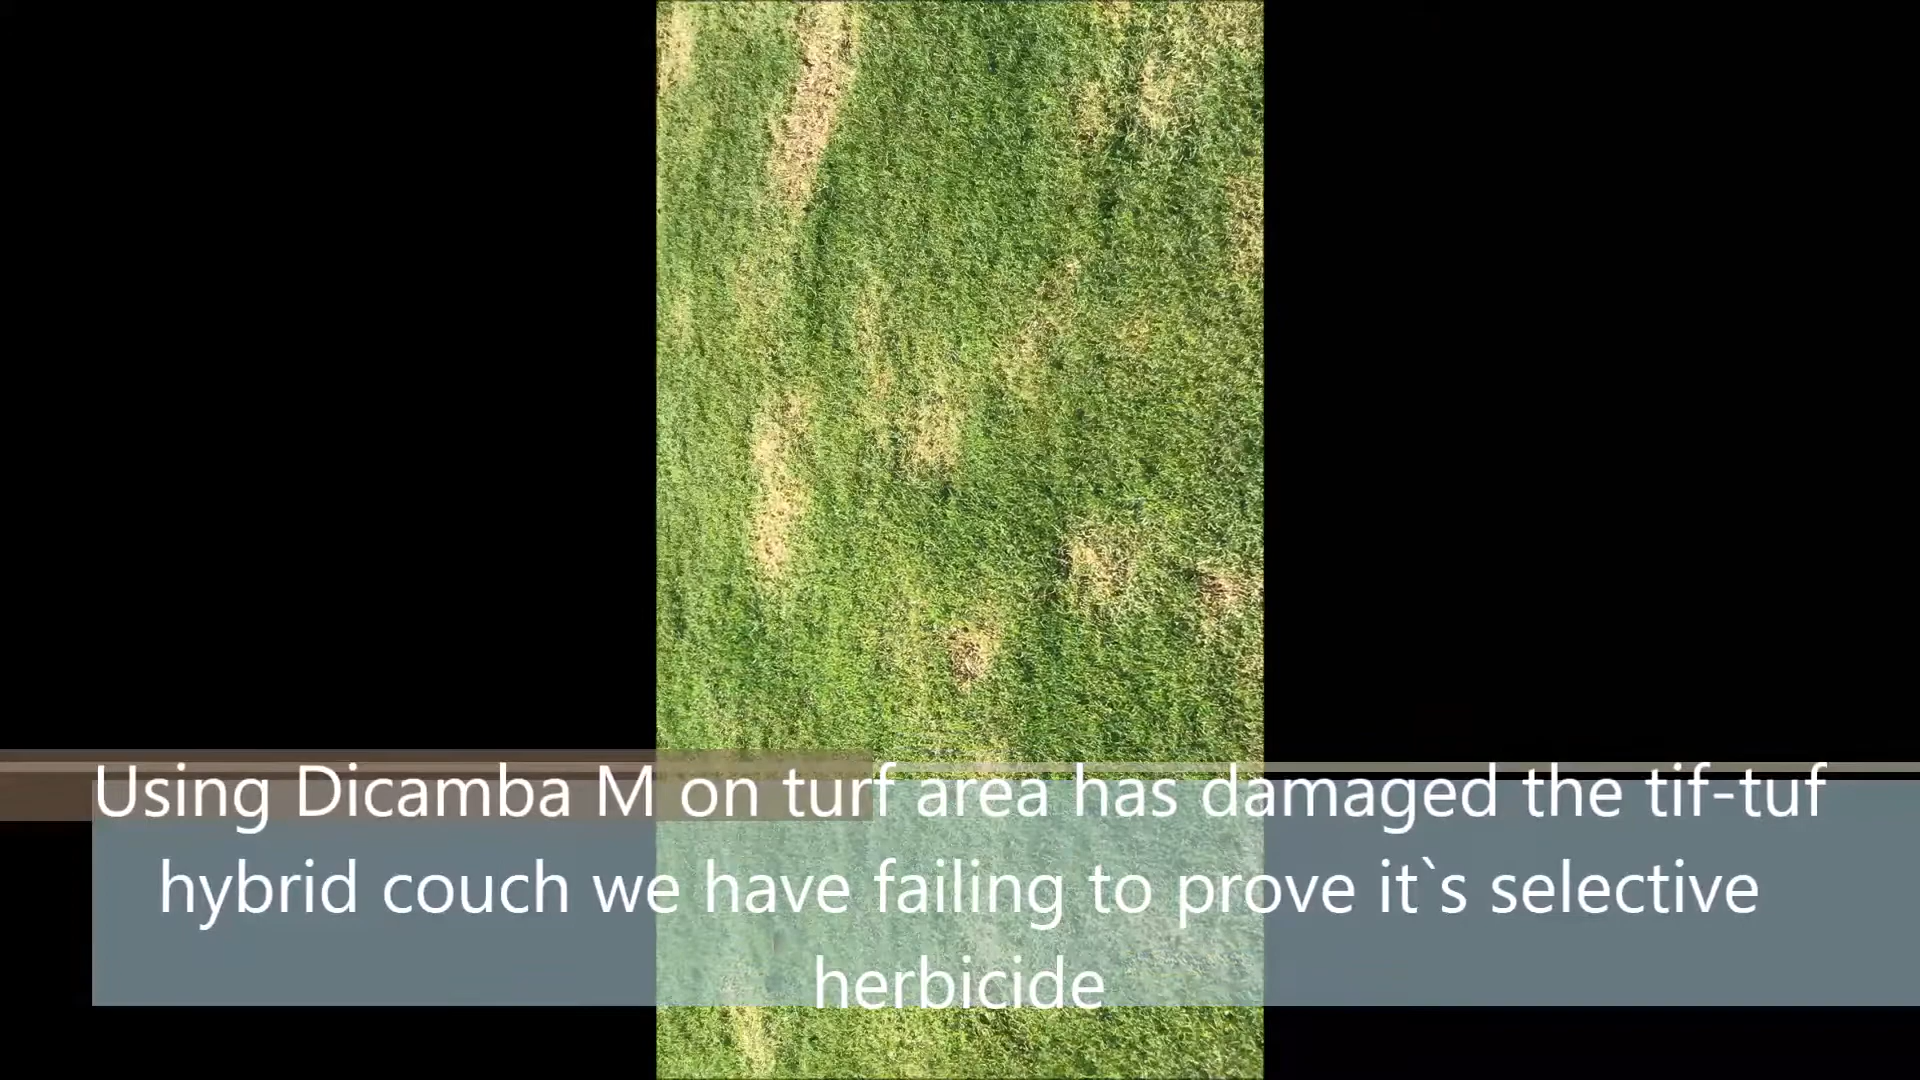 Using Dicamba M on turf area has damaged the tif-tuf
hybrid couch we have failing to prove it`s selective
herbicide